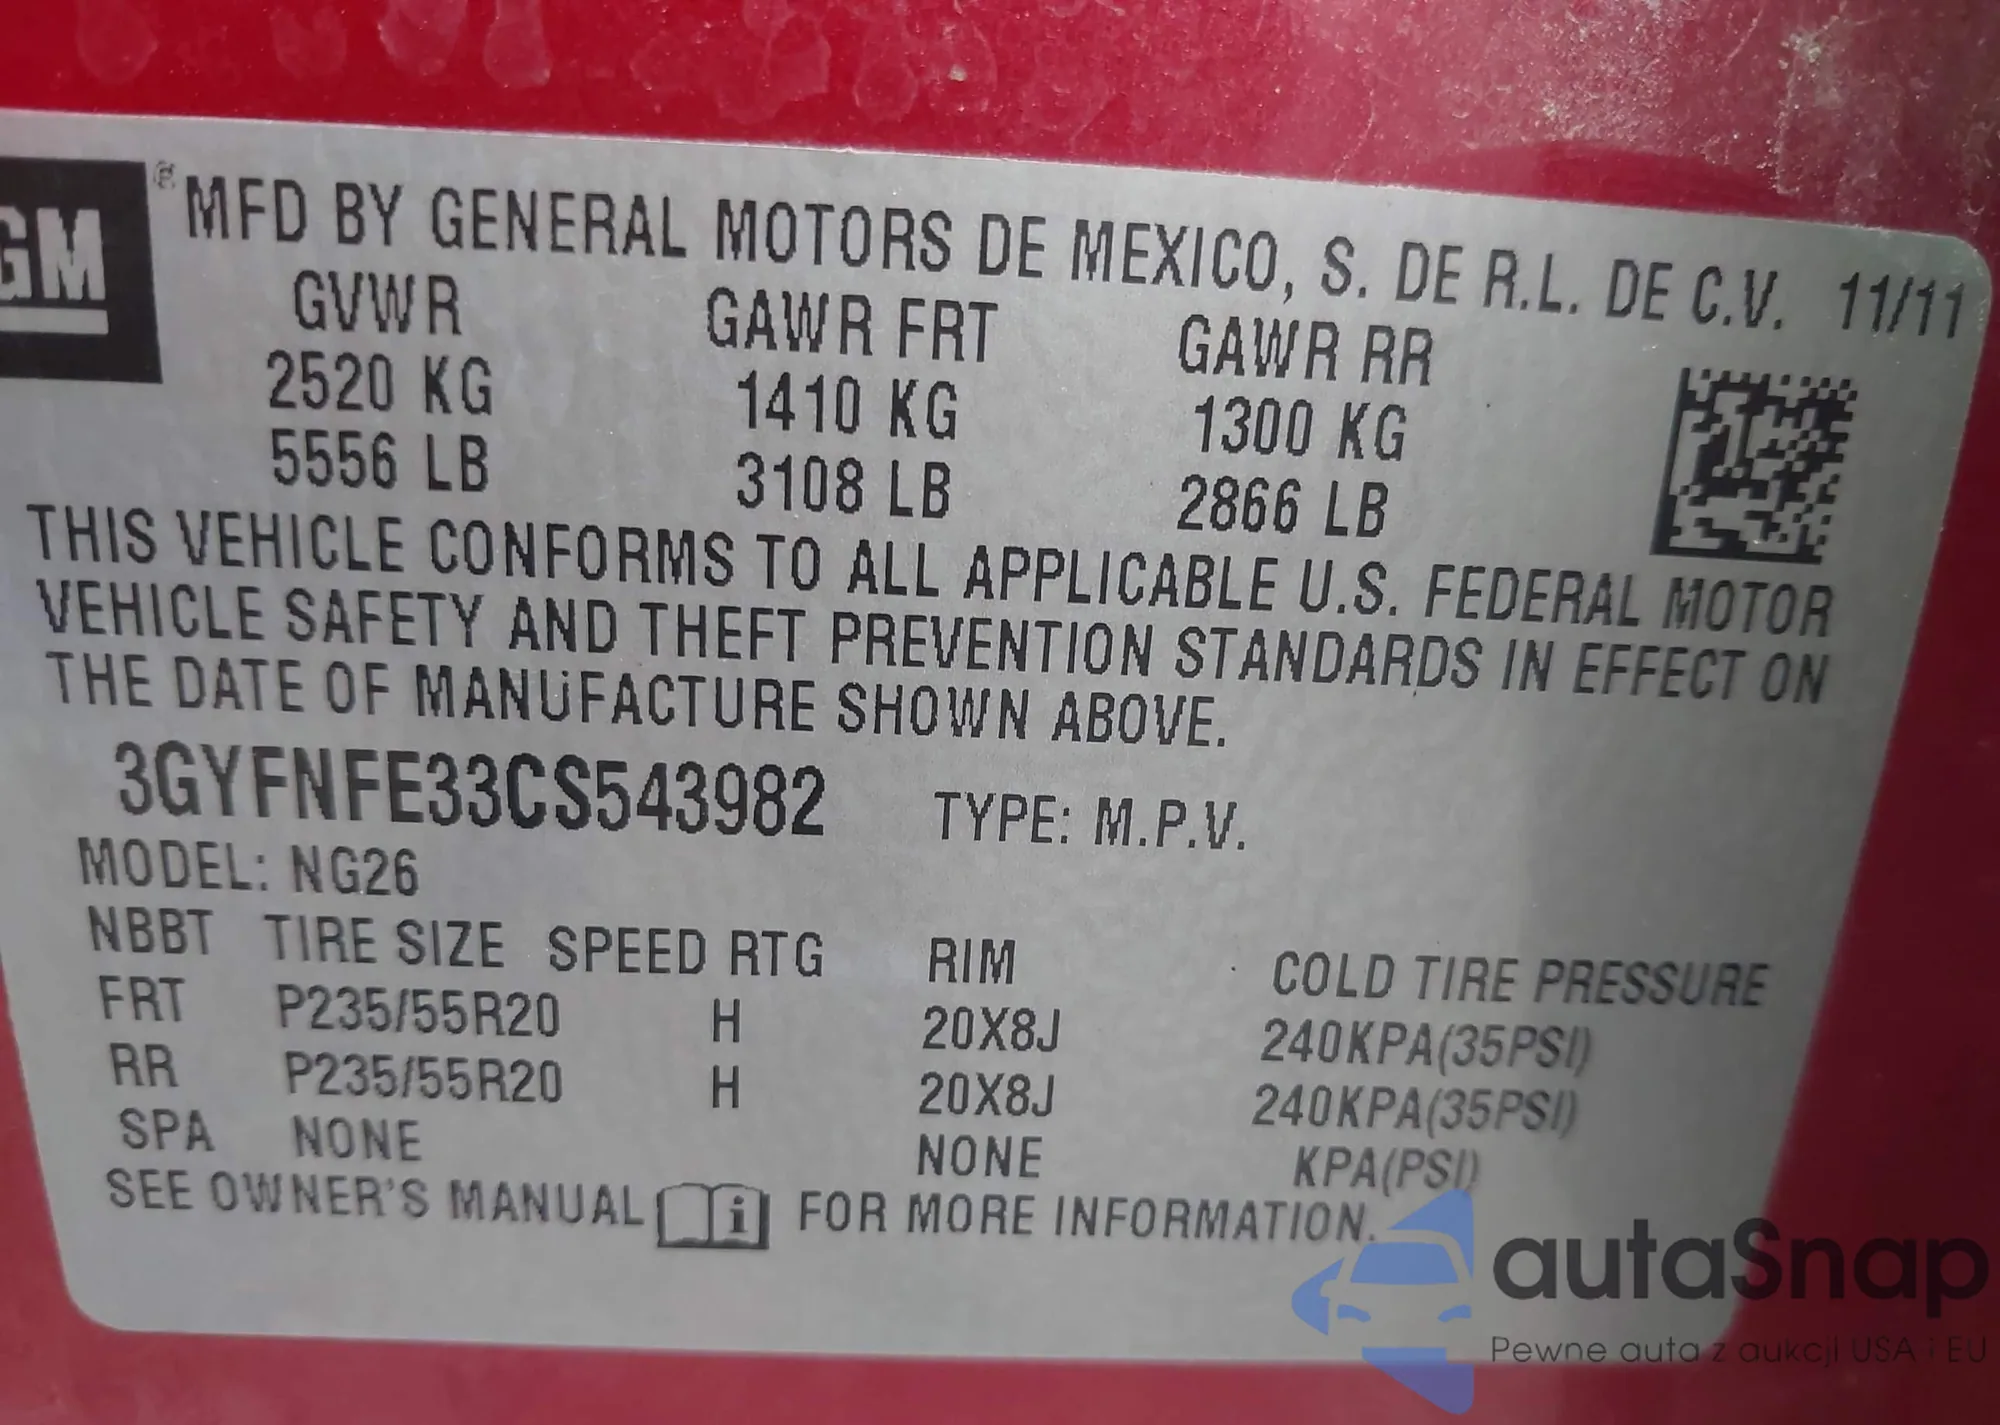 GM ® MFD BY GENERAL MOTORS DE MEXICO, S. DE R.L. DE C.V. 11/11
GVWR GAWR FRT GAWR RR
2520 KG 1410 KG 1300 KG
5556 LB 3108 LB 2866 LB
THIS VEHICLE CONFORMS TO ALL APPLICABLE U.S. FEDERAL MOTOR
VEHICLE SAFETY AND THEFT PREVENTION STANDARDS IN EFFECT ON
THE DATE OF MANUFACTURE SHOWN ABOVE.
3GYFNFE33CS543982 TYPE: M.P.V.
MODEL: NG26
NBBT TIRE SIZE SPEED RTG RIM COLD TIRE PRESSURE
FRT P235/55R20 H 20X8J 240KPA(35PSI)
RR P235/55R20 H 20X8J 240KPA(35PSI)
SPA NONE NONE KPA(PSI)
SEE OWNER'S MANUAL i FOR MORE INFORMATION.
autaSnap
Pewne auta z aukcji USA i EU